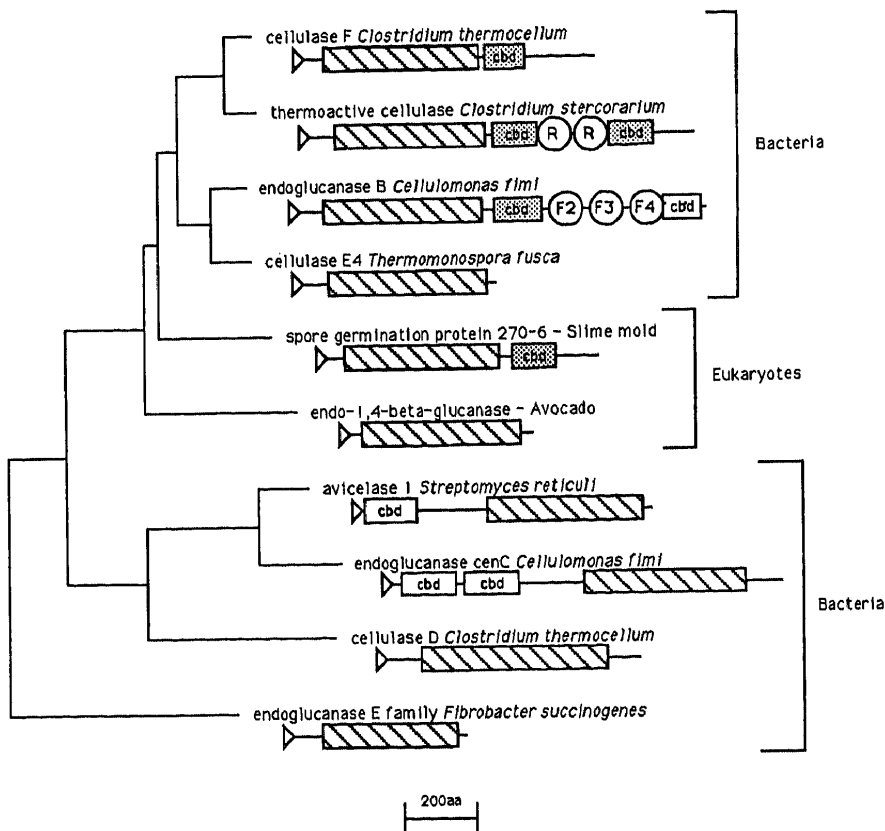 cellulase F Clostridium thermocellum
cbd
thermoactive cellulase Clostridium stercorarium
cbd R R cbd
Bacteria
endoglucanase B Cellulomonas fimi
cbd F2 F3 F4 cbd
cellulase E4 Thermomonospora fusca
spore germination protein 270-6 - Slime mold
cbd
Eukaryotes
endo-1,4-beta-glucanase - Avocado
avicelase I Streptomyces reticuli
cbd
endoglucanase cenC Cellulomonas fimi
cbd cbd
Bacteria
cellulase D Clostridium thermocellum
endoglucanase E family Fibrobacter succinogenes
200aa